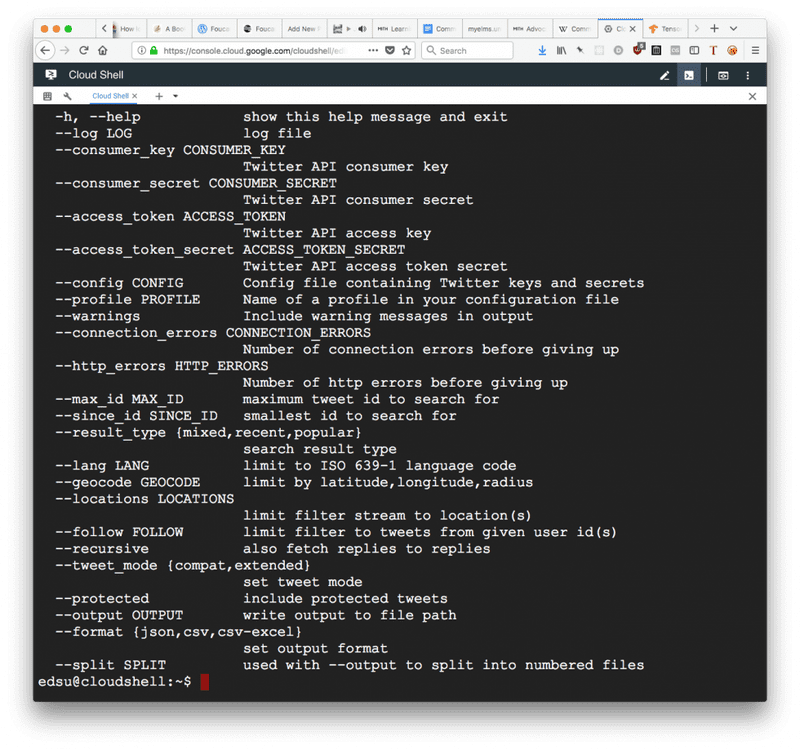 How is
A Boo
Fouca
Fouca
Add New
MITH Learn
Comm
myelms.un
MITH Advoc
W Comm
Clo
Tensor
https://console.cloud.google.com/cloudshell/edi
Search
Cloud Shell
Cloud Shell
-h, --help show this help message and exit
--log LOG log file
--consumer_key CONSUMER_KEY
Twitter API consumer key
--consumer_secret CONSUMER_SECRET
Twitter API consumer secret
--access_token ACCESS_TOKEN
Twitter API access key
--access_token_secret ACCESS_TOKEN_SECRET
Twitter API access token secret
--config CONFIG Config file containing Twitter keys and secrets
--profile PROFILE Name of a profile in your configuration file
--warnings Include warning messages in output
--connection_errors CONNECTION_ERRORS
Number of connection errors before giving up
--http_errors HTTP_ERRORS
Number of http errors before giving up
--max_id MAX_ID maximum tweet id to search for
--since_id SINCE_ID smallest id to search for
--result_type {mixed,recent,popular}
search result type
--lang LANG limit to ISO 639-1 language code
--geocode GEOCODE limit by latitude,longitude,radius
--locations LOCATIONS
limit filter stream to location(s)
--follow FOLLOW limit filter to tweets from given user id(s)
--recursive also fetch replies to replies
--tweet_mode {compat,extended}
set tweet mode
--protected include protected tweets
--output OUTPUT write output to file path
--format {json,csv,csv-excel}
set output format
--split SPLIT used with --output to split into numbered files
edsu@cloudshell:~$